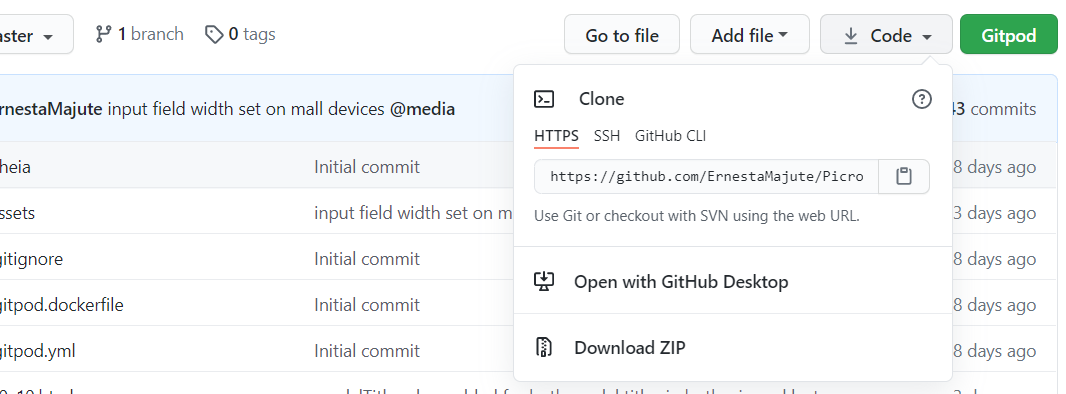 aster
1 branch
0 tags
Go to file
Add file
Code
Gitpod
rnestaMajute input field width set on mall devices @media
43 commits
Clone
HTTPS SSH GitHub CLI
https://github.com/ErnestaMajute/Picro
Use Git or checkout with SVN using the web URL.
Open with GitHub Desktop
Download ZIP
heia Initial commit 8 days ago
ssets input field width set on m 3 days ago
gitignore 8 days ago
Initial commit
gitpod.dockerfile Initial commit 8 days ago
gitpod.yml Initial commit 8 days ago